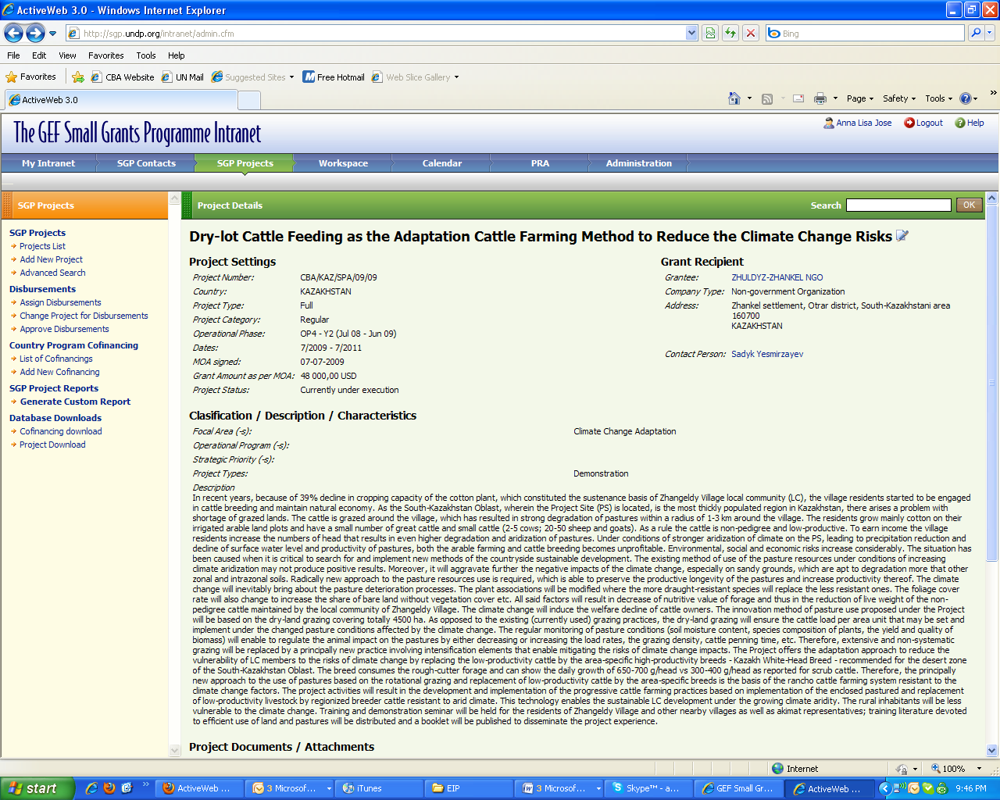 ActiveWeb 3.0 - Windows Internet Explorer
http://sgp.undp.org/intranet/admin.cfm
Bing
File Edit View Favorites Tools Help
Favorites CBA Website UN Mail Suggested Sites Free Hotmail Web Slice Gallery
ActiveWeb 3.0
Page Safety Tools
The GEF Small Grants Programme Intranet
Anna Lisa Jose Logout Help
My Intranet SGP Contacts SGP Projects Workspace Calendar PRA Administration
SGP Projects
SGP Projects
Projects List
Add New Project
Advanced Search
Disbursements
Assign Disbursements
Change Project for Disbursements
Approve Disbursements
Country Program Cofinancing
List of Cofinancings
Add New Cofinancing
SGP Project Reports
Generate Custom Report
Database Downloads
Cofinancing download
Project Download
Project Details
Search OK
Dry-lot Cattle Feeding as the Adaptation Cattle Farming Method to Reduce the Climate Change Risks
Project Settings
Project Number: CBA/KAZ/SPA/09/09
Country: KAZAKHSTAN
Project Type: Full
Project Category: Regular
Operational Phase: OP4 - Y2 (Jul 08 - Jun 09)
Dates: 7/2009 - 7/2011
MOA signed: 07-07-2009
Grant Amount as per MOA: 48 000,00 USD
Project Status: Currently under execution
Grant Recipient
Grantee: ZHULDYZ-ZHANKEL NGO
Company Type: Non-government Organization
Address: Zhankel settlement, Otrar district, South-Kazakhstani area
160700
KAZAKHSTAN
Contact Person: Sadyk Yesmirzayev
Clasification / Description / Characteristics
Focal Area (-s): Climate Change Adaptation
Operational Program (-s):
Strategic Priority (-s):
Project Types: Demonstration
Description
In recent years, because of 39% decline in cropping capacity of the cotton plant, which constituted the sustenance basis of Zhangeldy Village local community (LC), the village residents started to be engaged
in cattle breeding and maintain natural economy. As the South-Kazakhstan Oblast, wherein the Project Site (PS) is located, is the most thickly populated region in Kazakhstan, there arises a problem with
shortage of grazed lands. The cattle is grazed around the village, which has resulted in strong degradation of pastures within a radius of 1-3 km around the village. The residents grow mainly cotton on their
irrigated arable land plots and have a small number of great cattle and small cattle (2-5 cows; 20-50 sheep and goats). As a rule the cattle is non-pedigree and low-productive. To earn income the village
residents increase the numbers of head that results in even higher degradation and aridization of pastures. Under conditions of stronger aridization of climate on the PS, leading to precipitation reduction and
decline of surface water level and productivity of pastures, both the arable farming and cattle breeding becomes unprofitable. Environmental, social and economic risks increase considerably. The situation has
been caused when it is critical to search for and implement new methods of the countryside sustainable development. The existing method of use of the pasture resources under conditions of increasing
climate aridization may not produce positive results. Moreover, it will aggravate further the negative impacts of the climate change, especially on sandy grounds, which are apt to degradation more that other
zonal and intrazonal soils. Radically new approach to the pasture resources use is required, which is able to preserve the productive longevity of the pastures and increase productivity thereof. The climate
change will inevitably bring about the pasture deterioration processes. The plant associations will be modified where the more draught-resistant species will replace the less resistant ones. The foliage cover
rate will also change to increase the share of bare land without vegetation cover etc. All said factors will result in decrease of nutritive value of forage and thus in the reduction of live weight of the non-
pedigree cattle maintained by the local community of Zhangeldy Village. The climate change will induce the welfare decline of cattle owners. The innovation method of pasture use proposed under the Project
will be based on the dry-land grazing covering totally 4500 ha. As opposed to the existing (currently used) grazing practices, the dry-land grazing will ensure the cattle load per area unit that may be set and
implement under the changed pasture conditions affected by the climate change. The regular monitoring of pasture conditions (soil moisture content, species composition of plants, the yield and quality of
biomass) will enable to regulate the animal impact on the pastures by either decreasing or increasing the load rates, the grazing density, cattle penning time, etc. Therefore, extensive and non-systematic
grazing will be replaced by a principally new practice involving intensification elements that enable mitigating the risks of climate change impacts. The Project offers the adaptation approach to reduce the
vulnerability of LC members to the risks of climate change by replacing the low-productivity cattle by the area-specific high-productivity breeds - Kazakh White-Head Breed - recommended for the desert zone
of the South-Kazakhstan Oblast. The breed consumes the rough-cutter forage and can show the daily growth of 650-700 g/head vs 300-400 g/head as reported for scrub cattle. Therefore, the principally
new approach to the use of pastures based on the rotational grazing and replacement of low-productivity cattle by the area-specific breeds is the basis of the rancho cattle farming system resistant to the
climate change factors. The project activities will result in the development and implementation of the progressive cattle farming practices based on implementation of the enclosed pastured and replacement
of low-productivity livestock by regionized breeder cattle resistant to arid climate. This technology enables the sustainable LC development under the growing climate aridity. The rural inhabitants will be less
vulnerable to the climate change. Training and demonstration seminar will be held for the residents of Zhangeldy Village and other nearby villages as well as akimat representatives; training literature devoted
to efficient use of land and pastures will be distributed and a booklet will be published to disseminate the project experience.
Project Documents / Attachments
Internet 100%
start ActiveWeb ... 3 Microsof... iTunes EIP 3 Microsof... Skype™ - a... GEF Small Gr... ActiveWeb ... 9:46 PM